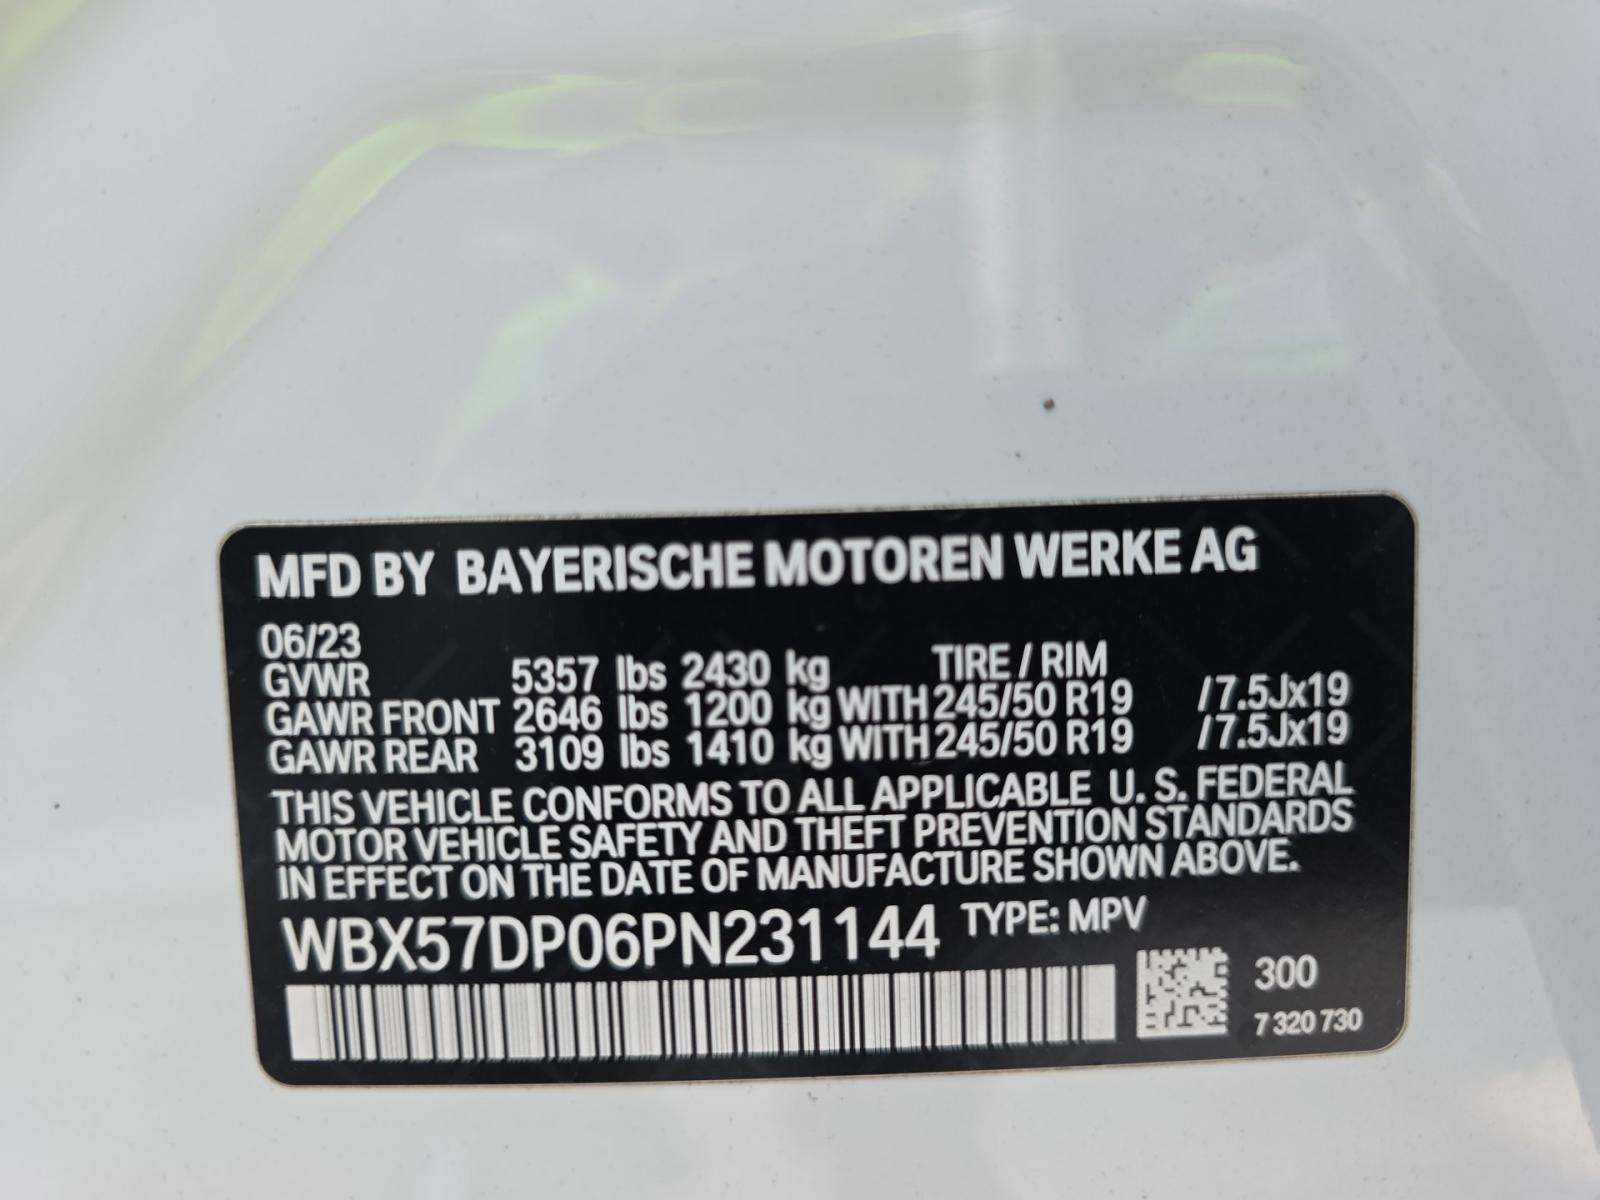 MFD BY BAYERISCHE MOTOREN WERKE AG
06/23
TIRE / RIM
GVWR 5357 lbs 2430 kg
GAWR FRONT 2646 lbs 1200 kg WITH 245/50 R19 /7.5Jx19
GAWR REAR 3109 lbs 1410 kg WITH 245/50 R19 /7.5Jx19
THIS VEHICLE CONFORMS TO ALL APPLICABLE U. S. FEDERAL
MOTOR VEHICLE SAFETY AND THEFT PREVENTION STANDARDS
IN EFFECT ON THE DATE OF MANUFACTURE SHOWN ABOVE.
WBX57DP06PN231144 TYPE: MPV
300
7 320 730